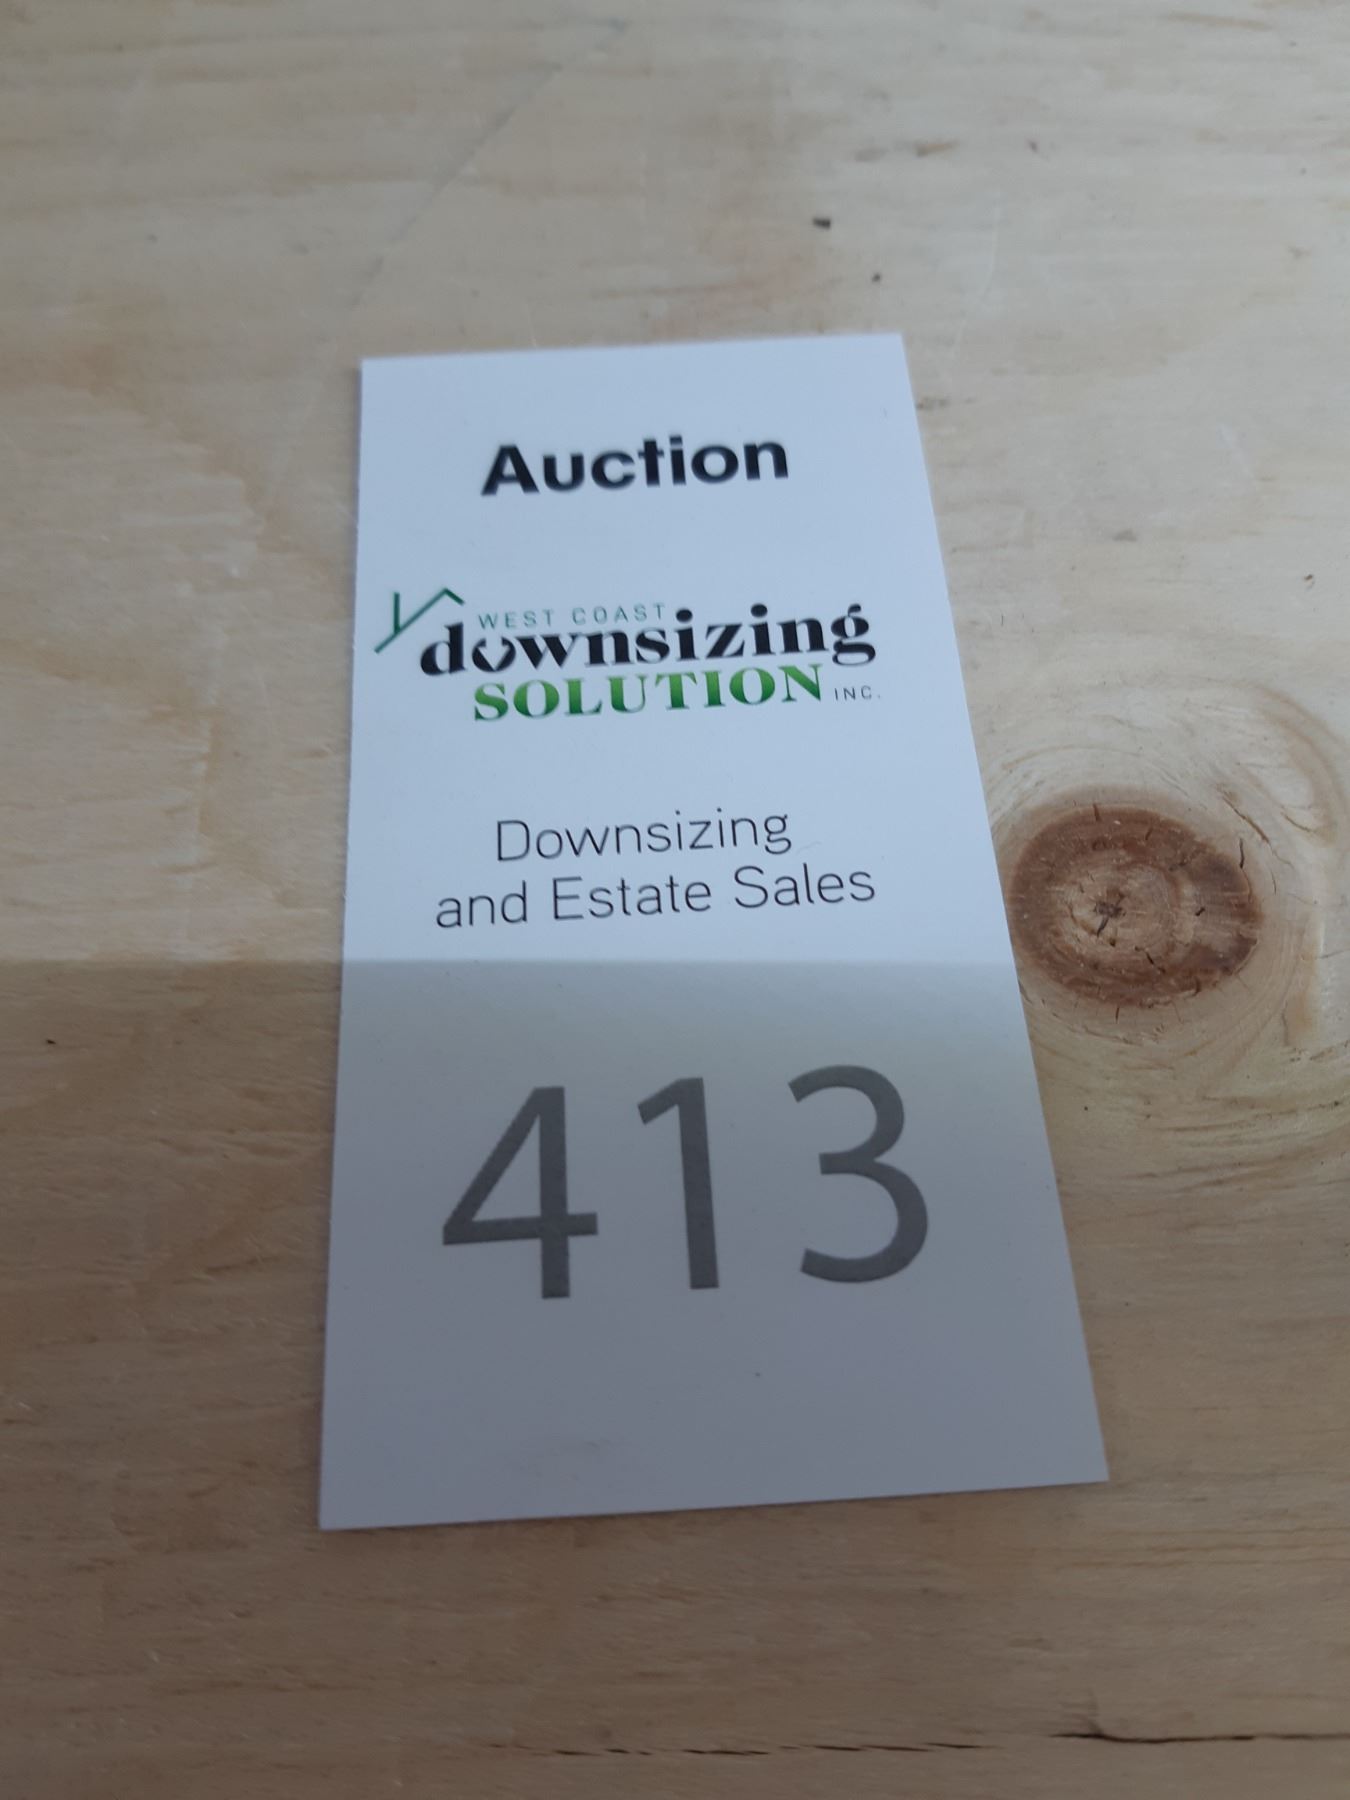 Auction
WEST COAST
downsizing
SOLUTION INC.
Downsizing
and Estate Sales
413